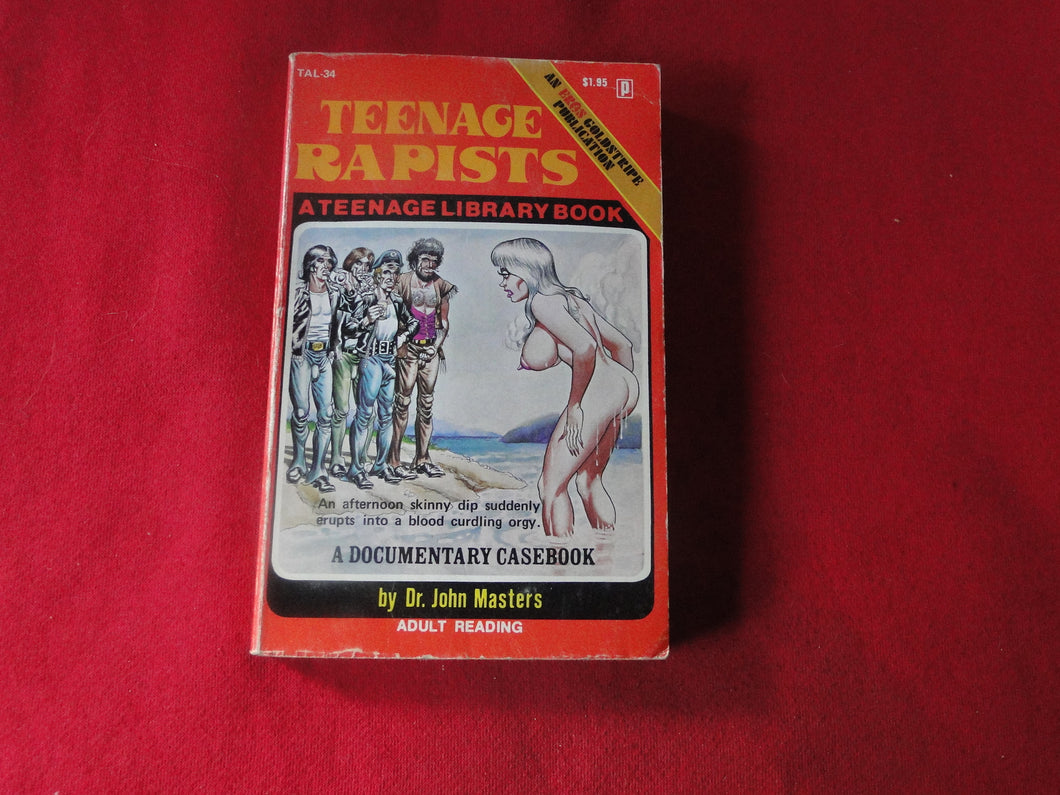 TAL-34
$1.95
P
AN EROS GOLDSTRIPE
PUBLICATION
TEENAGE
RAPISTS
A TEENAGE LIBRARY BOOK
An afternoon skinny dip suddenly
erupts into a blood curdling orgy.
A DOCUMENTARY CASEBOOK
by Dr. John Masters
ADULT READING